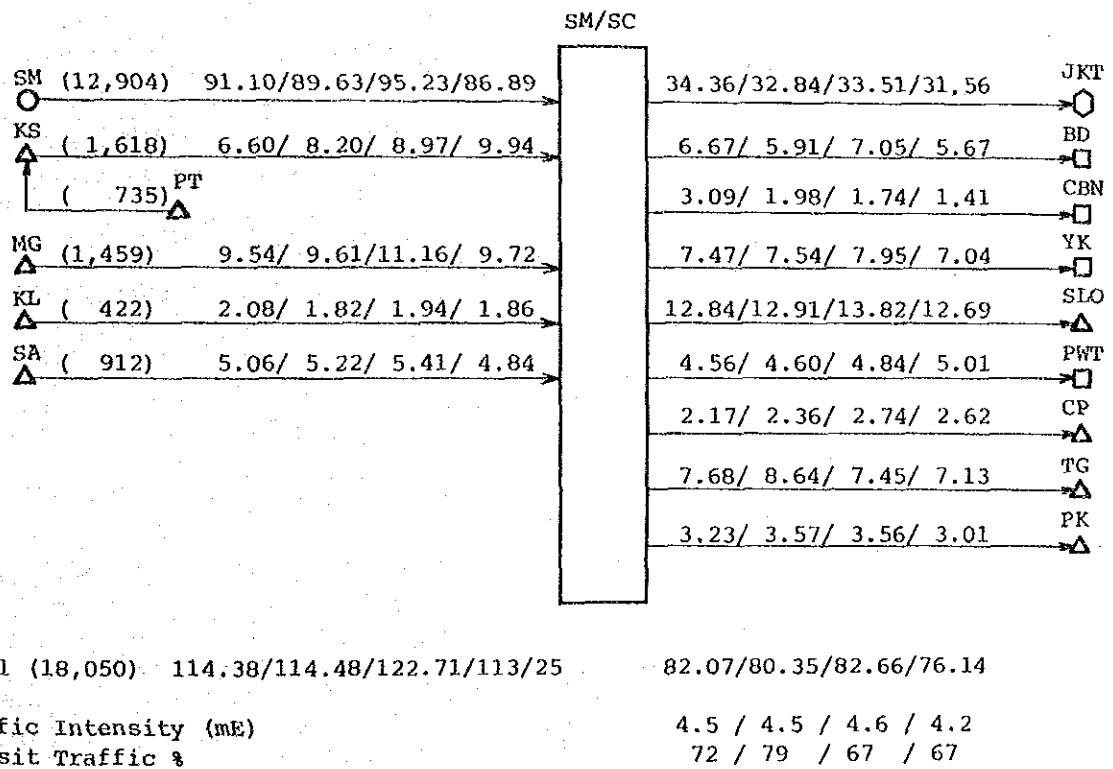 SM/SC
SM (12,904) 91.10/89.63/95.23/86.89
34.36/32.84/33.51/31,56 JKT
KS ( 1,618) 6.60/ 8.20/ 8.97/ 9.94
6.67/ 5.91/ 7.05/ 5.67 BD
( 735) PT
3.09/ 1.98/ 1.74/ 1.41 CBN
MG (1,459) 9.54/ 9.61/11.16/ 9.72
7.47/ 7.54/ 7.95/ 7.04 YK
KL ( 422) 2.08/ 1.82/ 1.94/ 1.86
12.84/12.91/13.82/12.69 SLO
SA ( 912) 5.06/ 5.22/ 5.41/ 4.84
4.56/ 4.60/ 4.84/ 5.01 PWT
2.17/ 2.36/ 2.74/ 2.62 CP
7.68/ 8.64/ 7.45/ 7.13 TG
3.23/ 3.57/ 3.56/ 3.01 PK
l (18,050) 114.38/114.48/122.71/113/25 82.07/80.35/82.66/76.14
fic Intensity (mE) 4.5 / 4.5 / 4.6 / 4.2
sit Traffic % 72 / 79 / 67 / 67